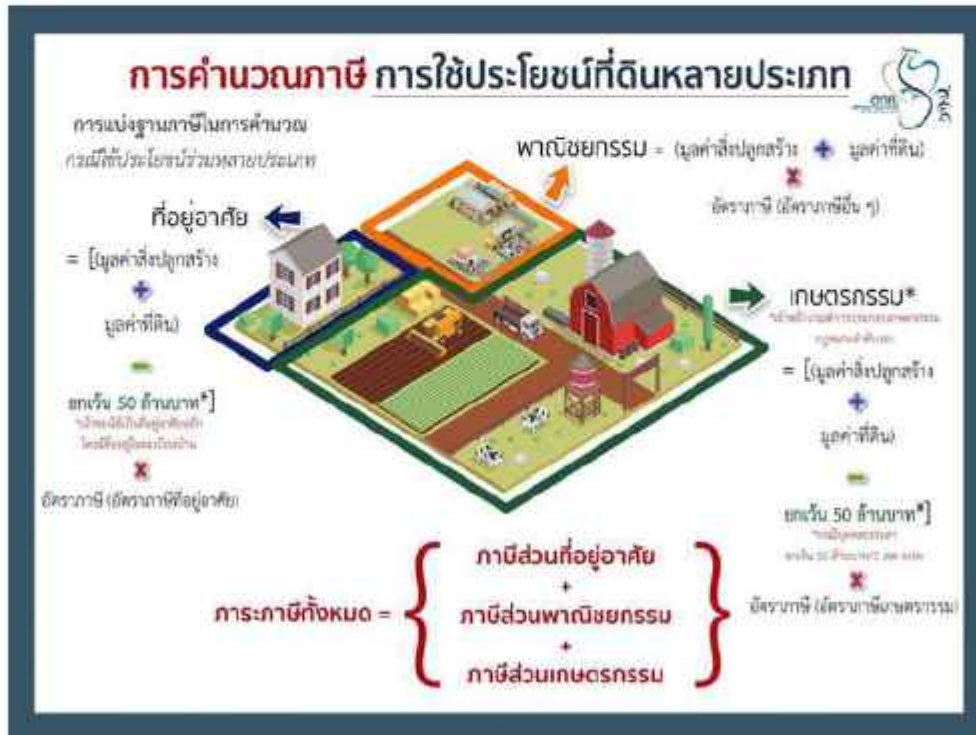 การคำนวณภาษี การใช้ประโยชน์ที่ดินหลายประเภท
การแบ่งฐานภาษีในการคำนวณ
กรณีใช้ประโยชน์ร่วมหลายประเภท
พาณิชยกรรม = (มูลค่าสิ่งปลูกสร้าง + มูลค่าที่ดิน)
x
อัตราภาษี (อัตราภาษีอื่น ๆ)
ที่อยู่อาศัย
= [(มูลค่าสิ่งปลูกสร้าง
+
มูลค่าที่ดิน)
-
ยกเว้น 50 ล้านบาท*]
x
อัตราภาษี (อัตราภาษีที่อยู่อาศัย)
เกษตรกรรม*
= [(มูลค่าสิ่งปลูกสร้าง
+
มูลค่าที่ดิน)
-
ยกเว้น 50 ล้านบาท*]
x
อัตราภาษี (อัตราภาษีเกษตรกรรม)
ภาระภาษีทั้งหมด =
ภาษีส่วนที่อยู่อาศัย
+
ภาษีส่วนพาณิชยกรรม
+
ภาษีส่วนเกษตรกรรม